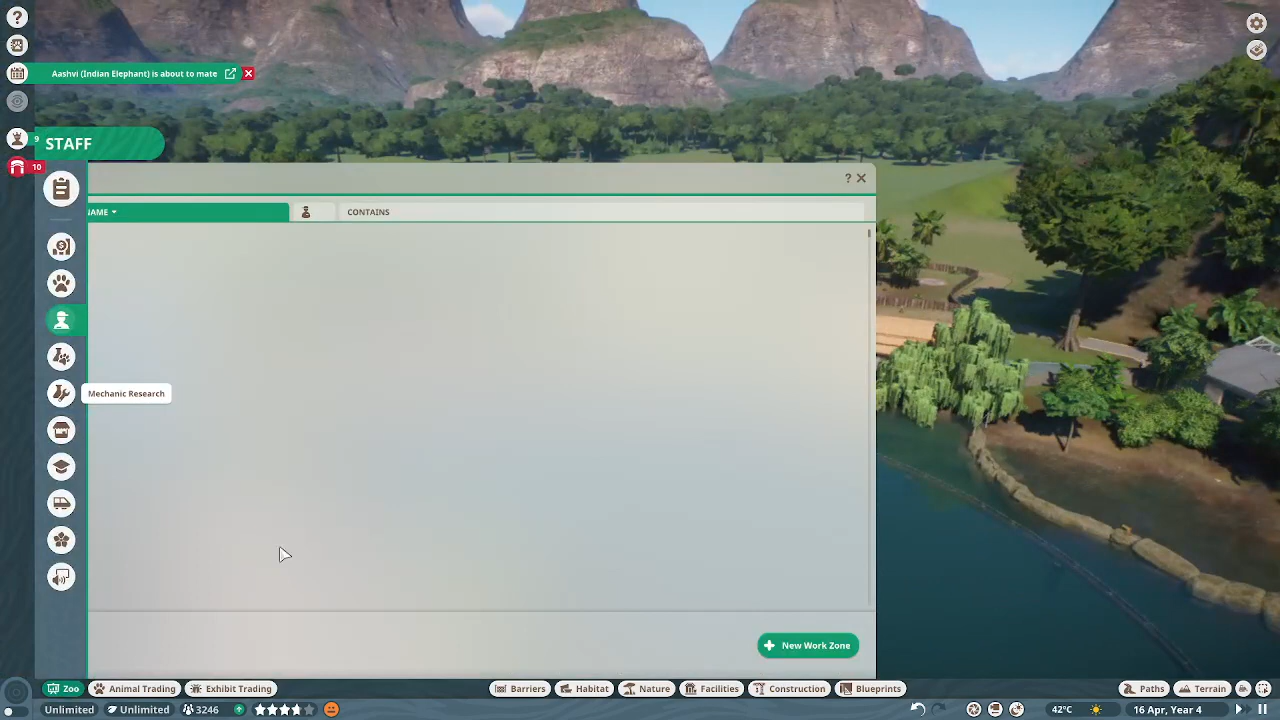 Aashvi (Indian Elephant) is about to mate
9
STAFF
10
NAME
CONTAINS
Mechanic Research
New Work Zone
Zoo
Animal Trading
Exhibit Trading
Barriers
Habitat
Nature
Facilities
Construction
Blueprints
Paths
Terrain
Unlimited
Unlimited
3246
42°C
16 Apr, Year 4